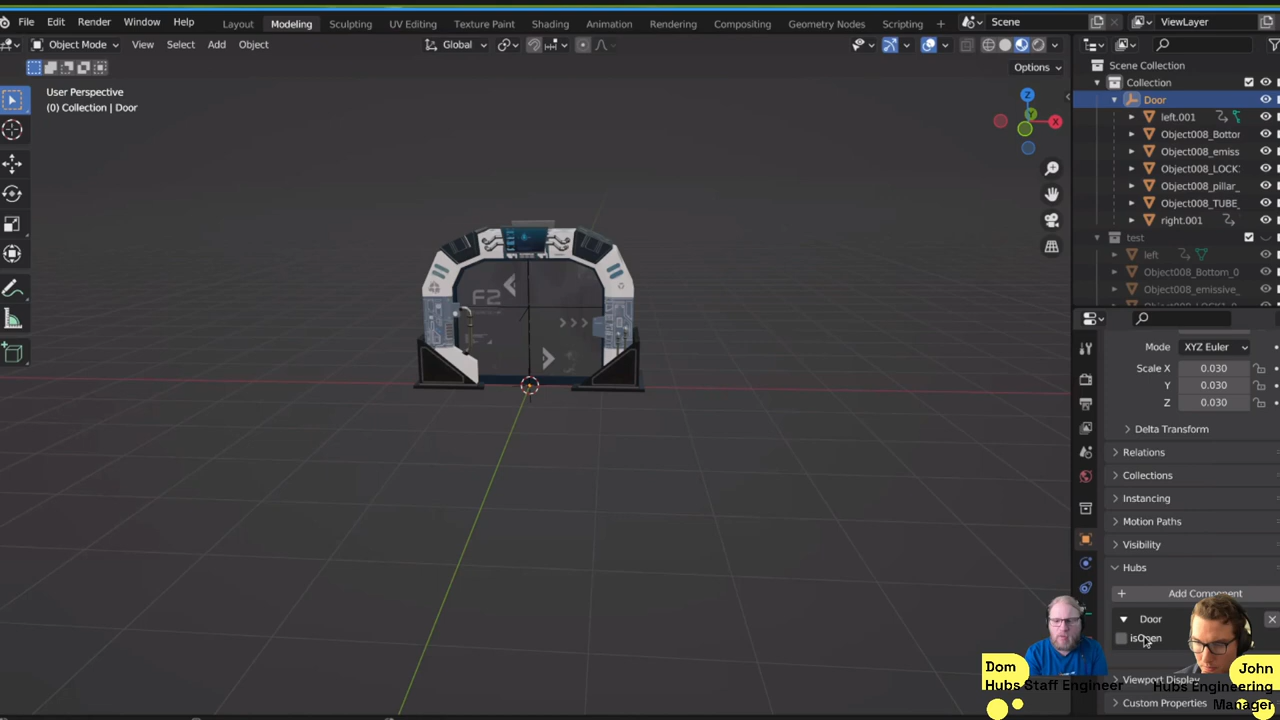 File Edit Render Window Help
Layout Modeling Sculpting UV Editing Texture Paint Shading Animation Rendering Compositing Geometry Nodes Scripting + Scene ViewLayer
Object Mode View Select Add Object Global
Options
User Perspective
(0) Collection | Door
Z
Y
X
F2
Scene Collection
Collection
Door
left.001
Object008_Bottor
Object008_emiss
Object008_LOCK
Object008_pillar_
Object008_TUBE_
right.001
test
left
Object008_Bottom_0
Object008_emissive_
Object008_LOCK1_0
Mode XYZ Euler
Scale X 0.030
Y 0.030
Z 0.030
Delta Transform
Relations
Collections
Instancing
Motion Paths
Visibility
Hubs
+ Add Component
Door
isOpen
Viewport Display
Custom Properties
Dom
Hubs Staff Engineer
John
Hubs Engineering
Manager